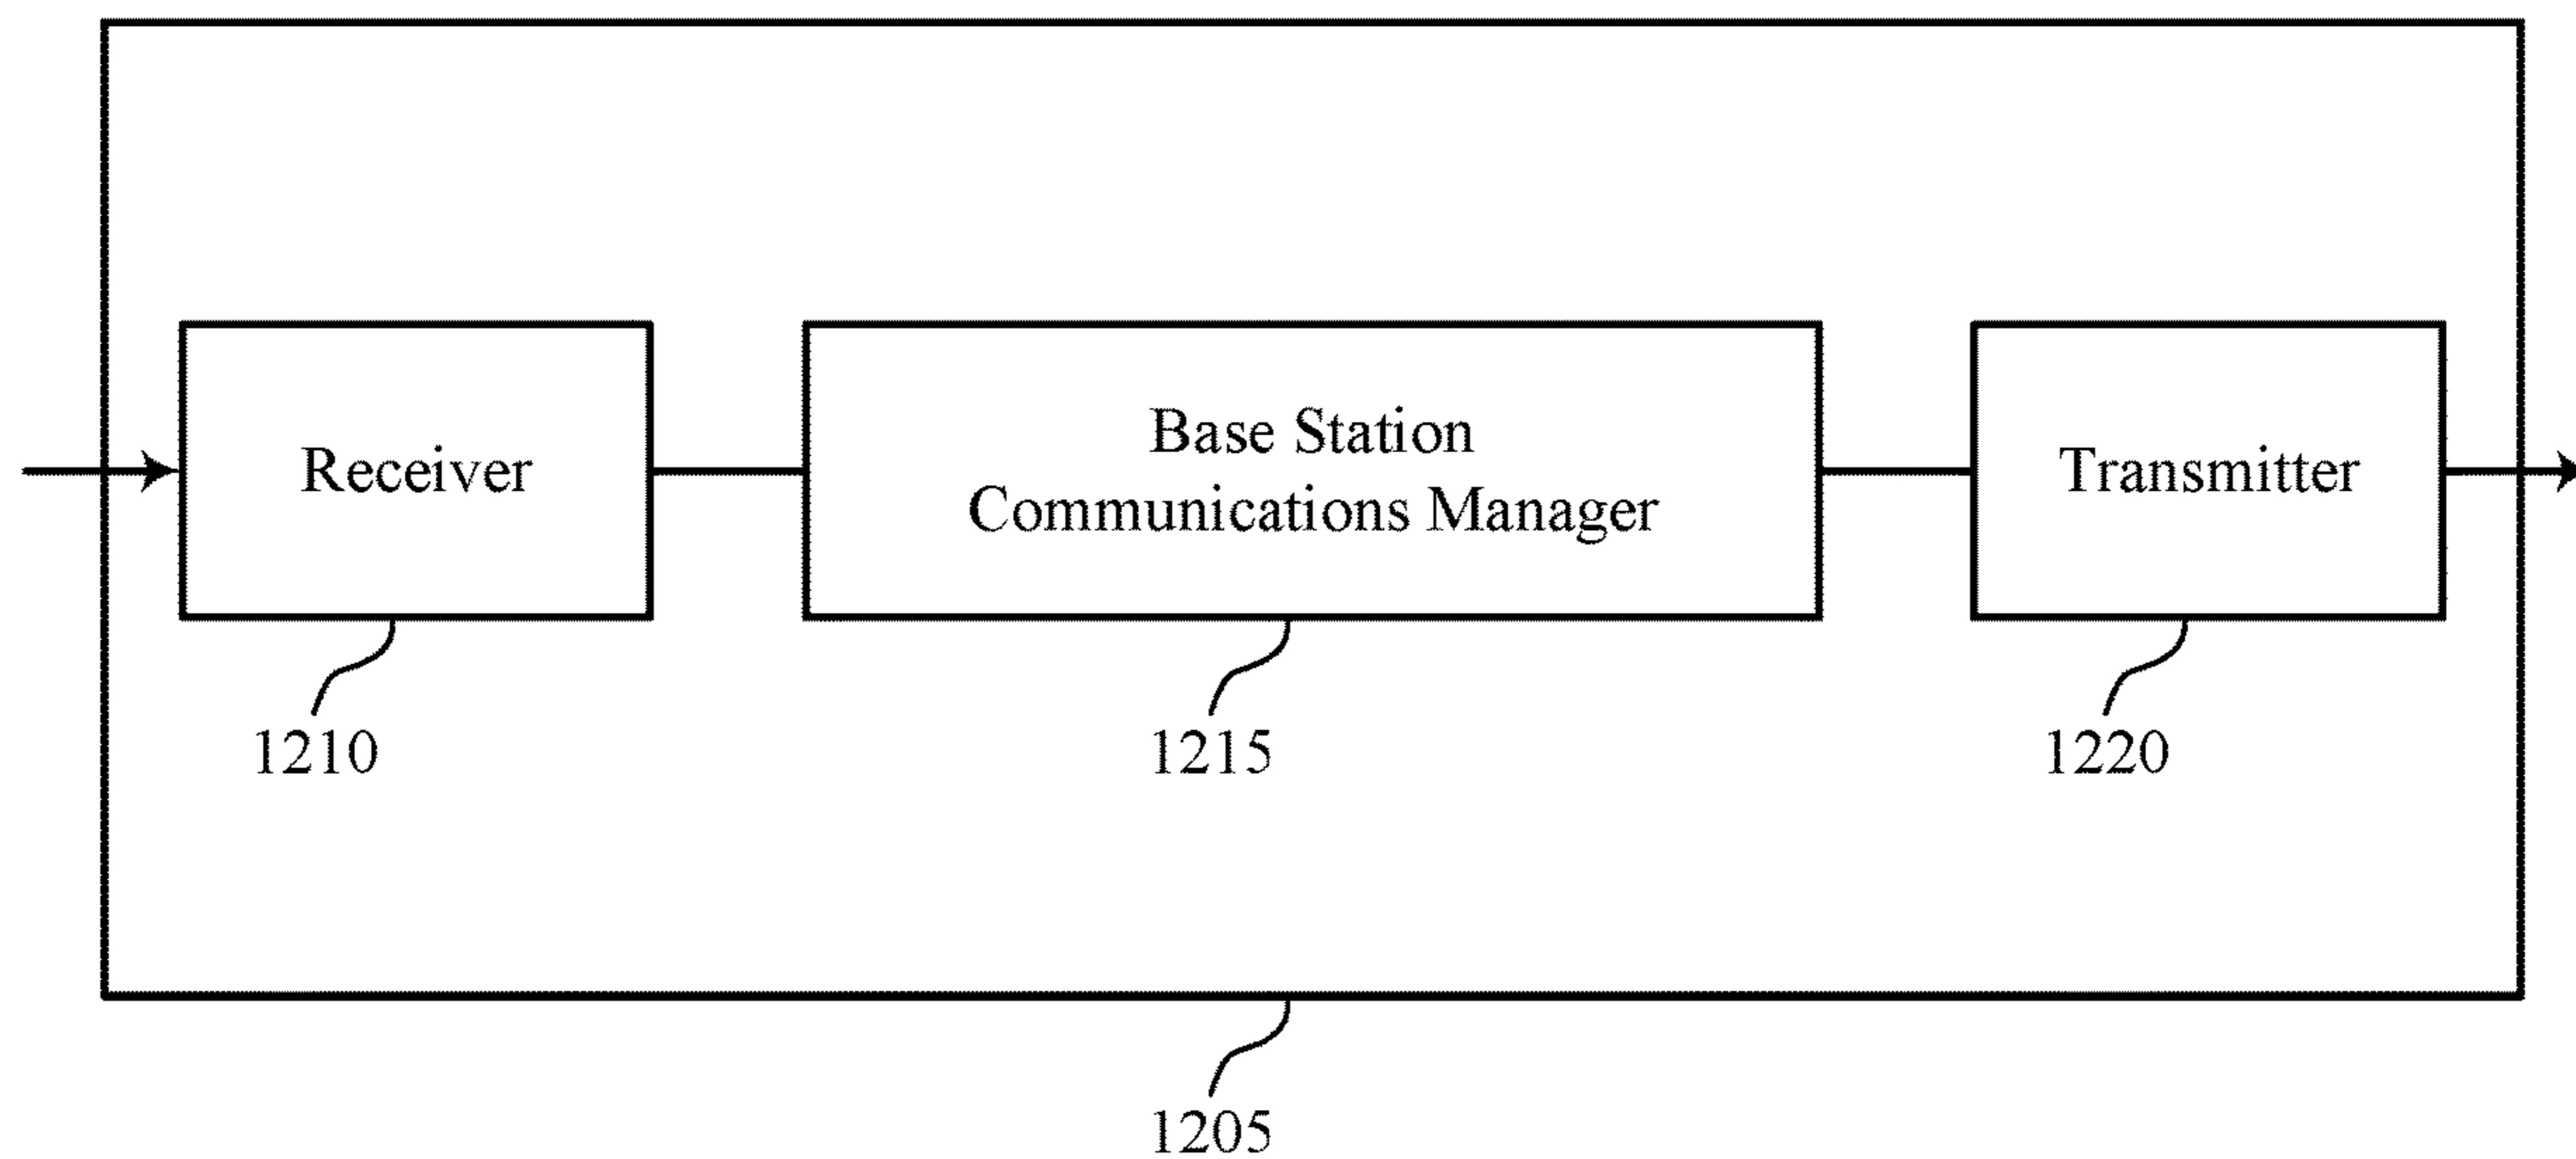 Receiver
Base Station
Communications Manager
Transmitter
1210
1215
1220
1205